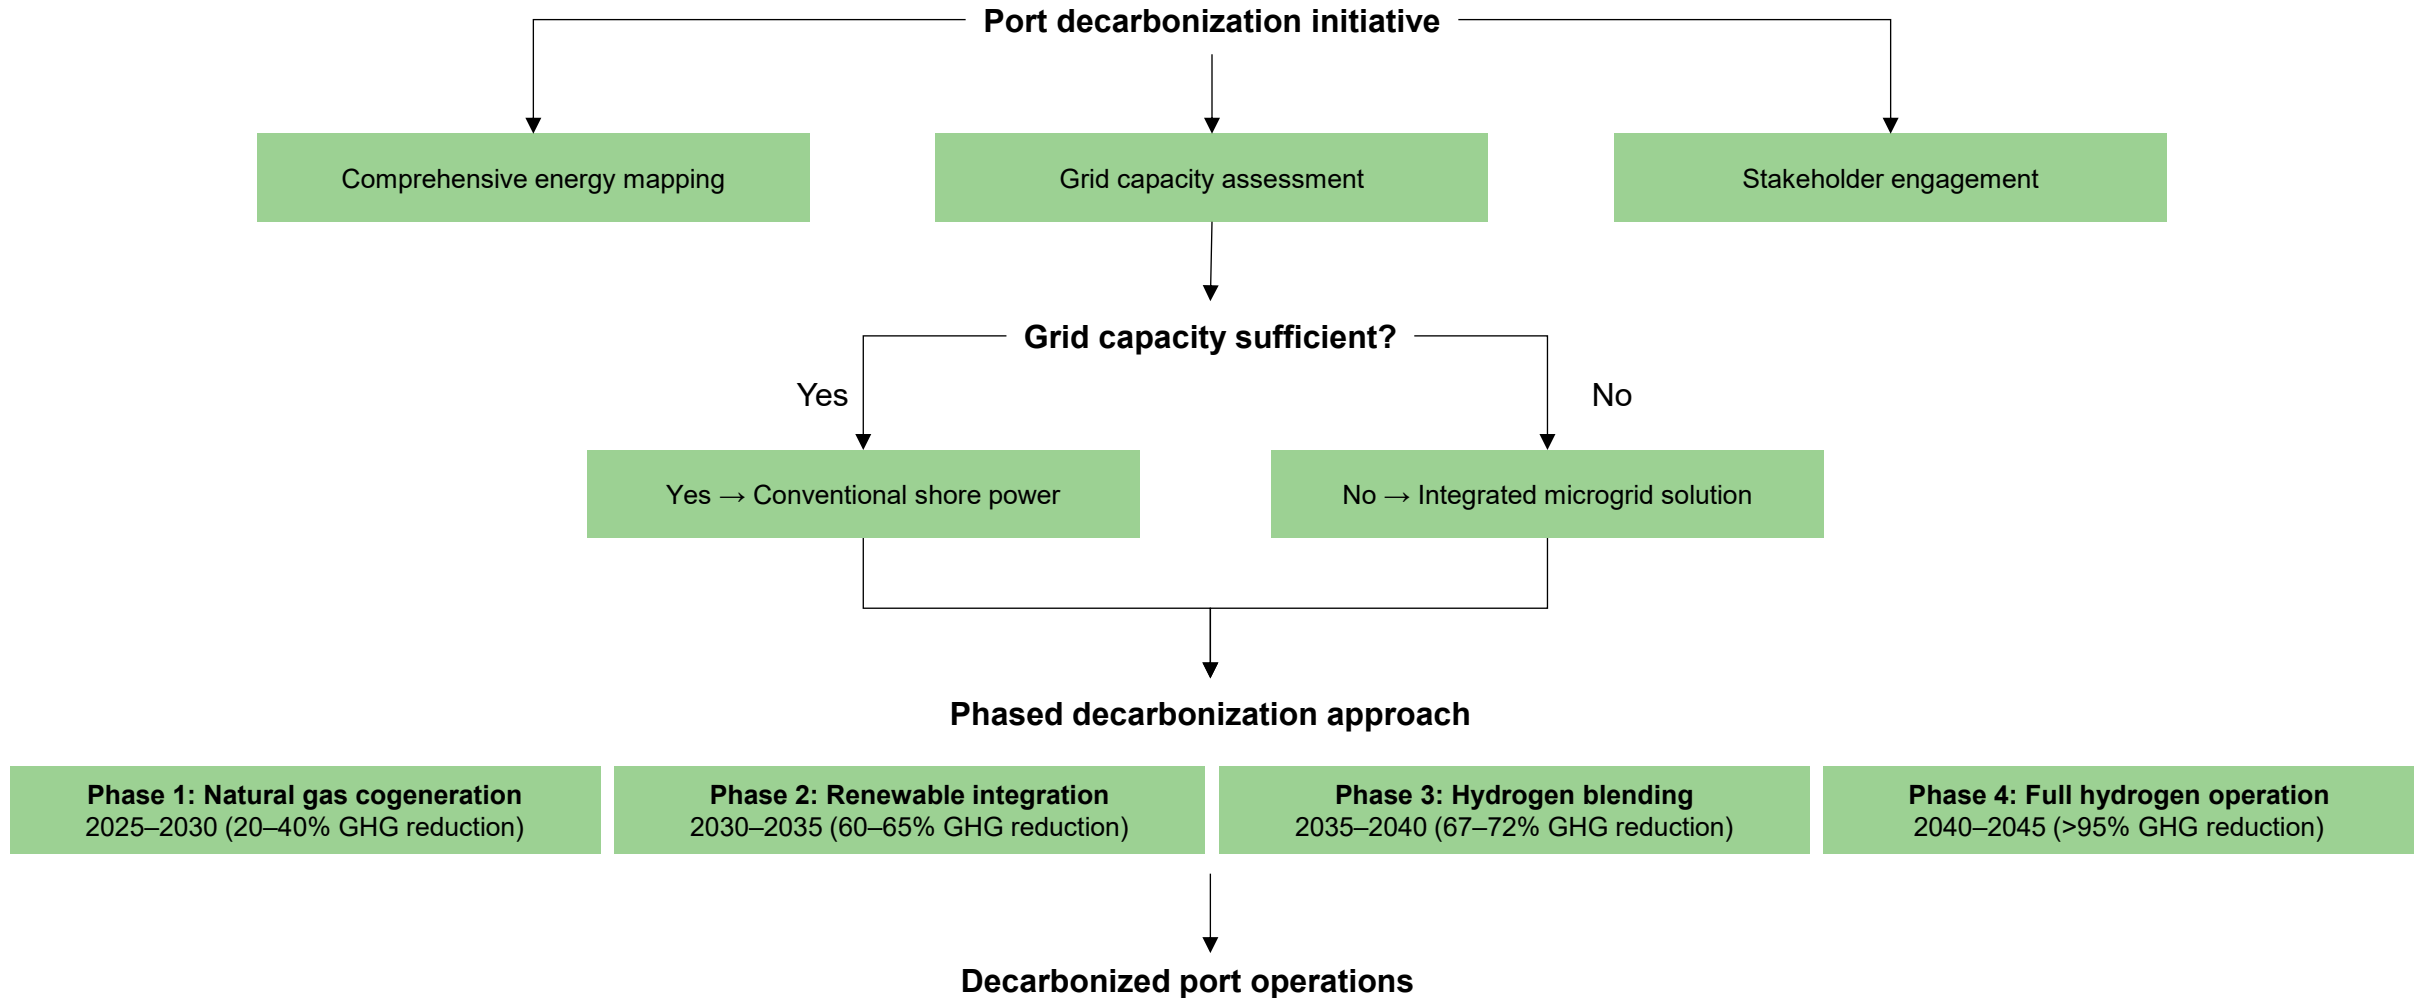 Port decarbonization initiative
Comprehensive energy mapping
Grid capacity assessment
Stakeholder engagement
Grid capacity sufficient?
Yes
No
Yes → Conventional shore power
No → Integrated microgrid solution
Phased decarbonization approach
Phase 1: Natural gas cogeneration
2025–2030 (20–40% GHG reduction)
Phase 2: Renewable integration
2030–2035 (60–65% GHG reduction)
Phase 3: Hydrogen blending
2035–2040 (67–72% GHG reduction)
Phase 4: Full hydrogen operation
2040–2045 (>95% GHG reduction)
Decarbonized port operations